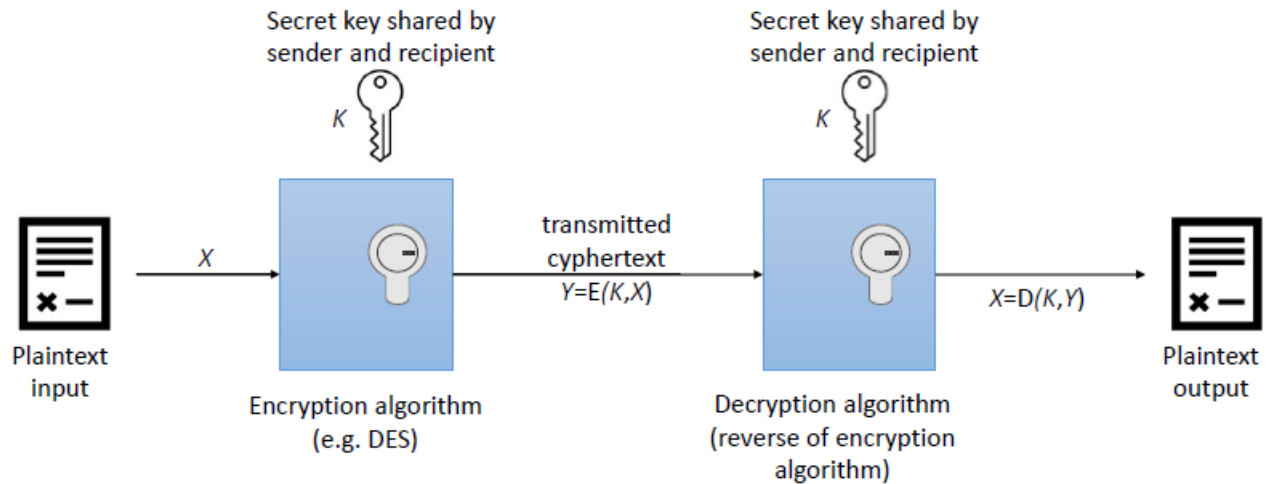 Secret key shared by
sender and recipient
K
Secret key shared by
sender and recipient
K
X
transmitted
cyphertext
Y=E(K,X)
X=D(K,Y)
Plaintext
input
Encryption algorithm
(e.g. DES)
Decryption algorithm
(reverse of encryption
algorithm)
Plaintext
output